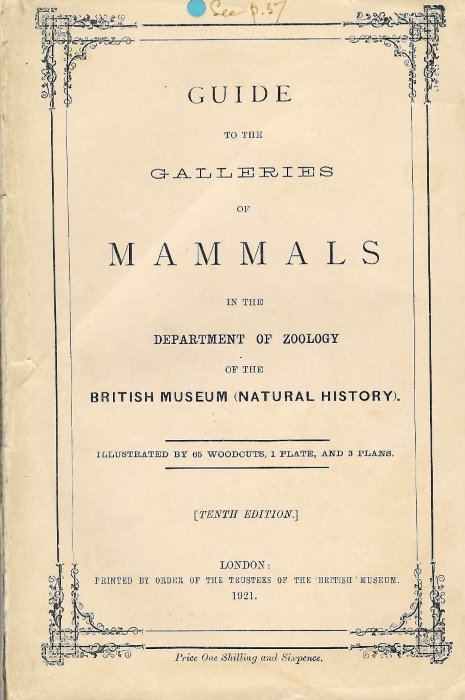 See p. 57
GUIDE
TO THE
GALLERIES
OF
MAMMALS
IN THE
DEPARTMENT OF ZOOLOGY
OF THE
BRITISH MUSEUM (NATURAL HISTORY).
ILLUSTRATED BY 65 WOODCUTS, 1 PLATE, AND 3 PLANS.
[TENTH EDITION.]
LONDON:
PRINTED BY ORDER OF THE TRUSTEES OF THE BRITISH MUSEUM.
1921.
Price One Shilling and Sixpence.